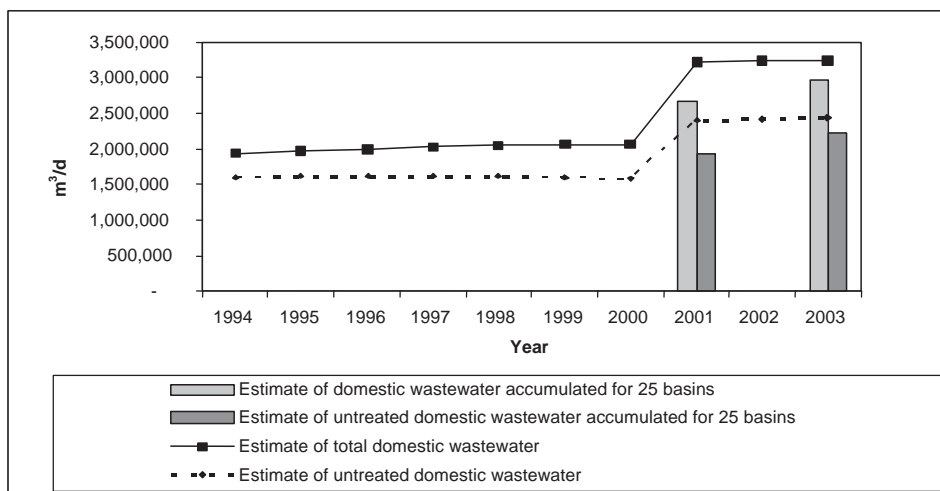 3,500,000
3,000,000
2,500,000
2,000,000
1,500,000
1,000,000
500,000
-
m³/d
1994 1995 1996 1997 1998 1999 2000 2001 2002 2003
Year
Estimate of domestic wastewater accumulated for 25 basins
Estimate of untreated domestic wastewater accumulated for 25 basins
Estimate of total domestic wastewater
Estimate of untreated domestic wastewater